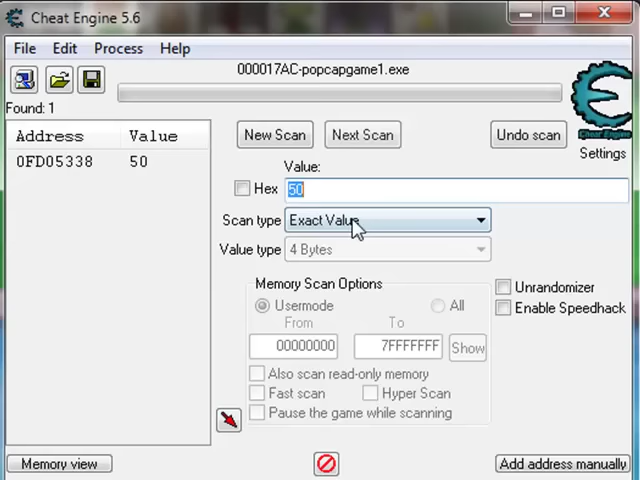 Cheat Engine 5.6
File Edit Process Help
000017AC-popcapgame1.exe
Found: 1
Address Value
0FD05338 50
New Scan Next Scan Undo scan
Cheat Engine
Settings
Value:
Hex 50
Scan type Exact Value
Value type 4 Bytes
Memory Scan Options
Usermode All
From To
00000000 7FFFFFFF Show
Also scan read-only memory
Fast scan Hyper Scan
Pause the game while scanning
Unrandomizer
Enable Speedhack
Memory view Add address manually